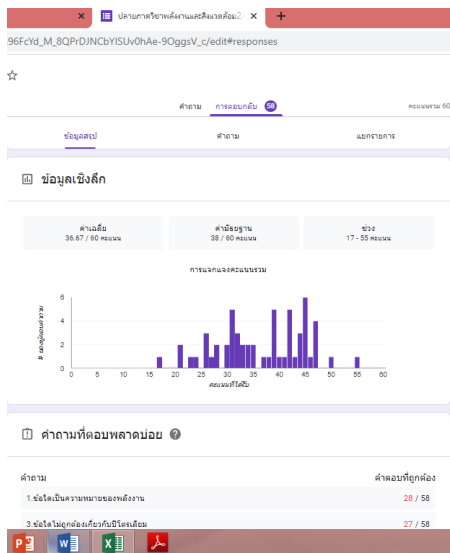 ปลายภาควิชาพลังงานและสิ่งแวดล้อม2
96FcYd_M_8QPrDJNCbYISUv0hAe-9OggsV_c/edit#responses
คำถาม การตอบกลับ 58 คะแนนรวม 60
ข้อมูลสรุป คำถาม แยกรายการ
ข้อมูลเชิงลึก
ค่าเฉลี่ย ค่ามัธยฐาน ช่วง
36.67 / 60 คะแนน 38 / 60 คะแนน 17 - 55 คะแนน
การแจกแจงคะแนนรวม
# ของผู้ตอบคำถาม
6
4
2
0
0 5 10 15 20 25 30 35 40 45 50 55 60
คะแนนที่ได้รับ
คำถามที่ตอบพลาดบ่อย
คำถาม คำตอบที่ถูกต้อง
1.ข้อใดเป็นความหมายของพลังงาน 28 / 58
3.ข้อใดไม่ถูกต้องเกี่ยวกับปิโตรเลียม 27 / 58